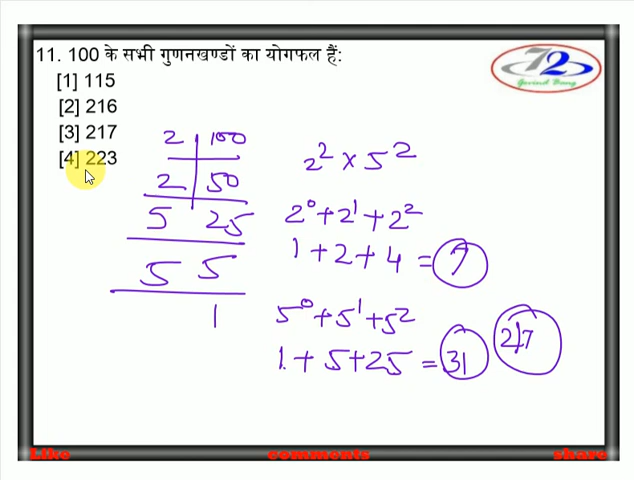 11. 100 के सभी गुणनखण्डों का योगफल हैं:
[1] 115
[2] 216
[3] 217
[4] 223
72
Govind Dang
2 100
2 50
5 25
5 5
1
2² × 5²
2⁰ + 2¹ + 2²
1 + 2 + 4 = 7
5⁰ + 5¹ + 5²
1 + 5 + 25 = 31
217
Like
comments
share